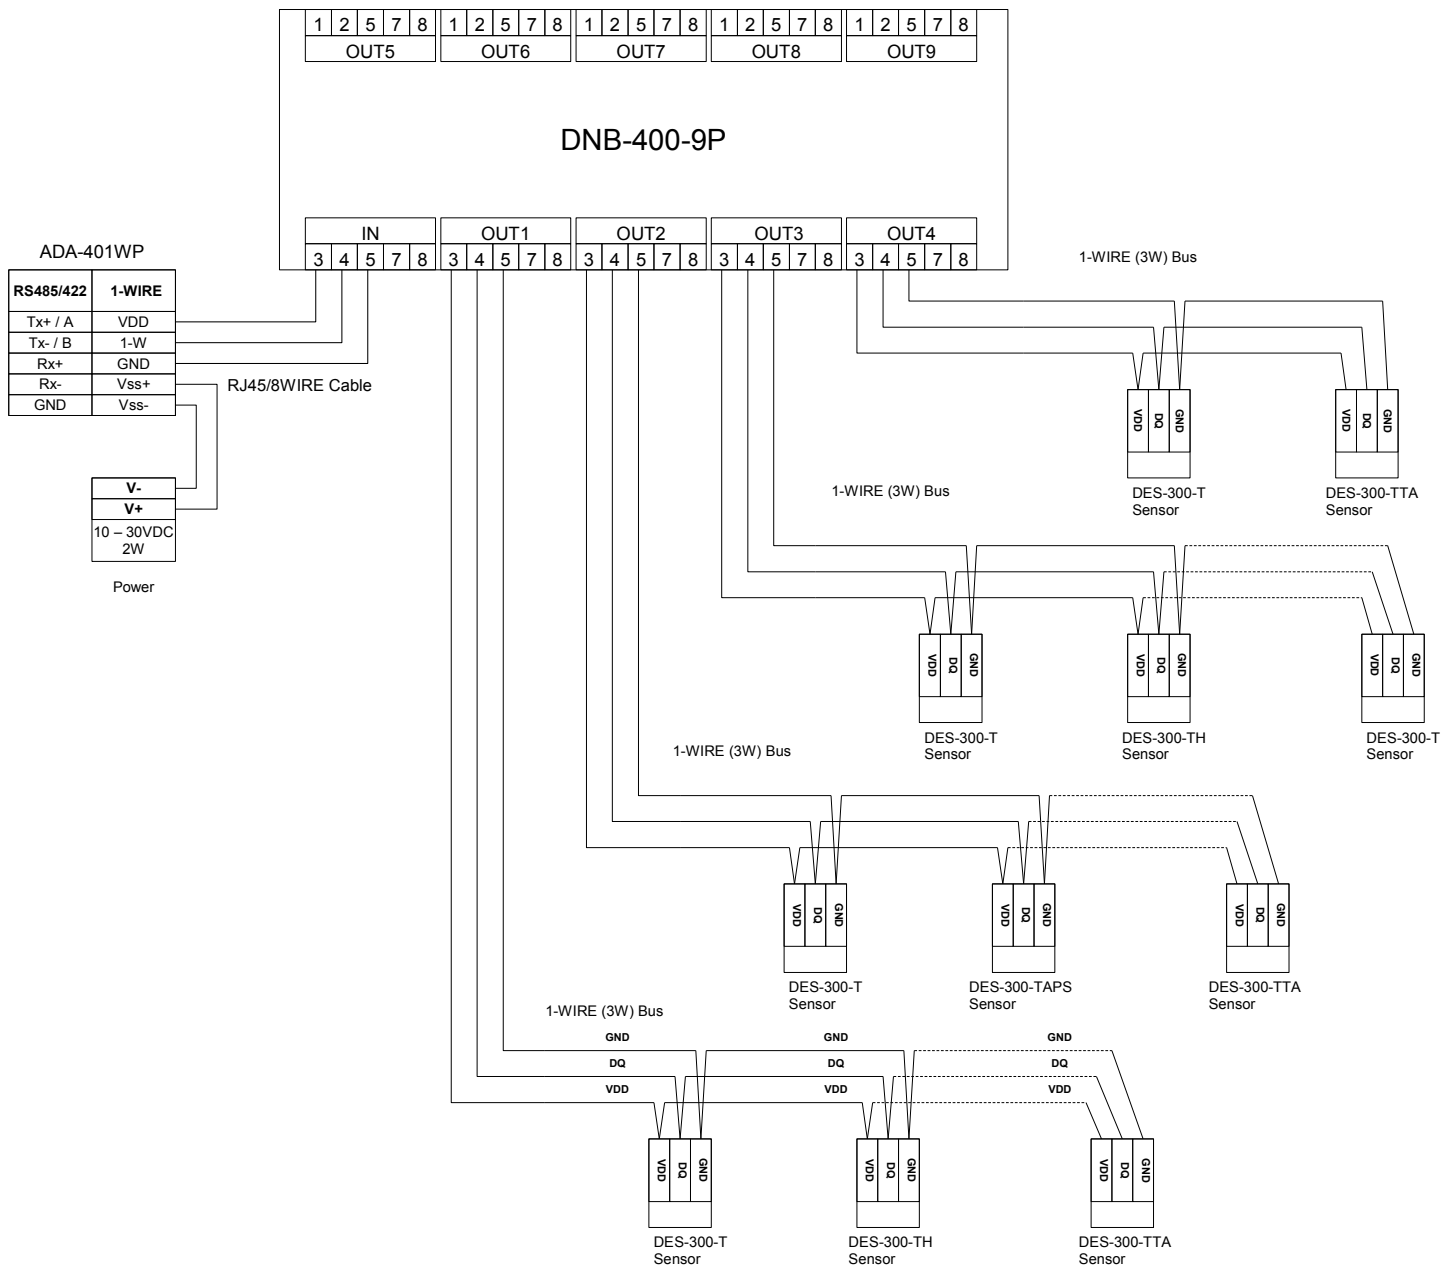 1 2 5 7 8 1 2 5 7 8 1 2 5 7 8 1 2 5 7 8 1 2 5 7 8
OUT5 OUT6 OUT7 OUT8 OUT9
DNB-400-9P
IN OUT1 OUT2 OUT3 OUT4
3 4 5 7 8 3 4 5 7 8 3 4 5 7 8 3 4 5 7 8 3 4 5 7 8
ADA-401WP
RS485/422 1-WIRE
Tx+ / A VDD
Tx- / B 1-W
Rx+ GND
Rx- Vss+
GND Vss-
RJ45/8WIRE Cable
V-
V+
10 – 30VDC
2W
Power
1-WIRE (3W) Bus
VDD DQ GND VDD DQ GND
DES-300-T DES-300-TTA
Sensor Sensor
1-WIRE (3W) Bus
VDD DQ GND VDD DQ GND VDD DQ GND
DES-300-T DES-300-TH DES-300-T
Sensor Sensor Sensor
1-WIRE (3W) Bus
VDD DQ GND VDD DQ GND VDD DQ GND
DES-300-T DES-300-TAPS DES-300-TTA
Sensor Sensor Sensor
1-WIRE (3W) Bus
GND GND GND
DQ DQ DQ
VDD VDD VDD
VDD DQ GND VDD DQ GND VDD DQ GND
DES-300-T DES-300-TH DES-300-TTA
Sensor Sensor Sensor